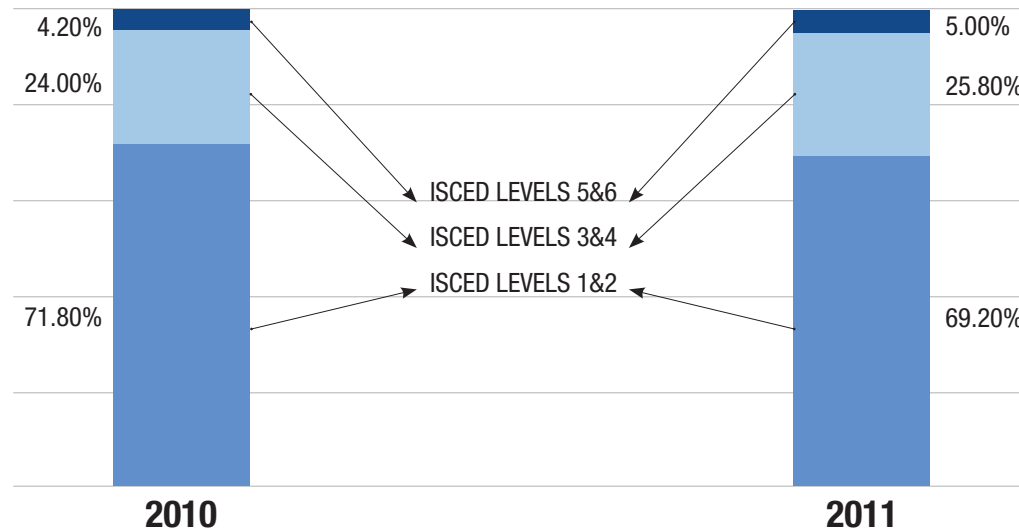 4.20%
5.00%
24.00%
25.80%
ISCED LEVELS 5&6
ISCED LEVELS 3&4
ISCED LEVELS 1&2
71.80%
69.20%
2010
2011